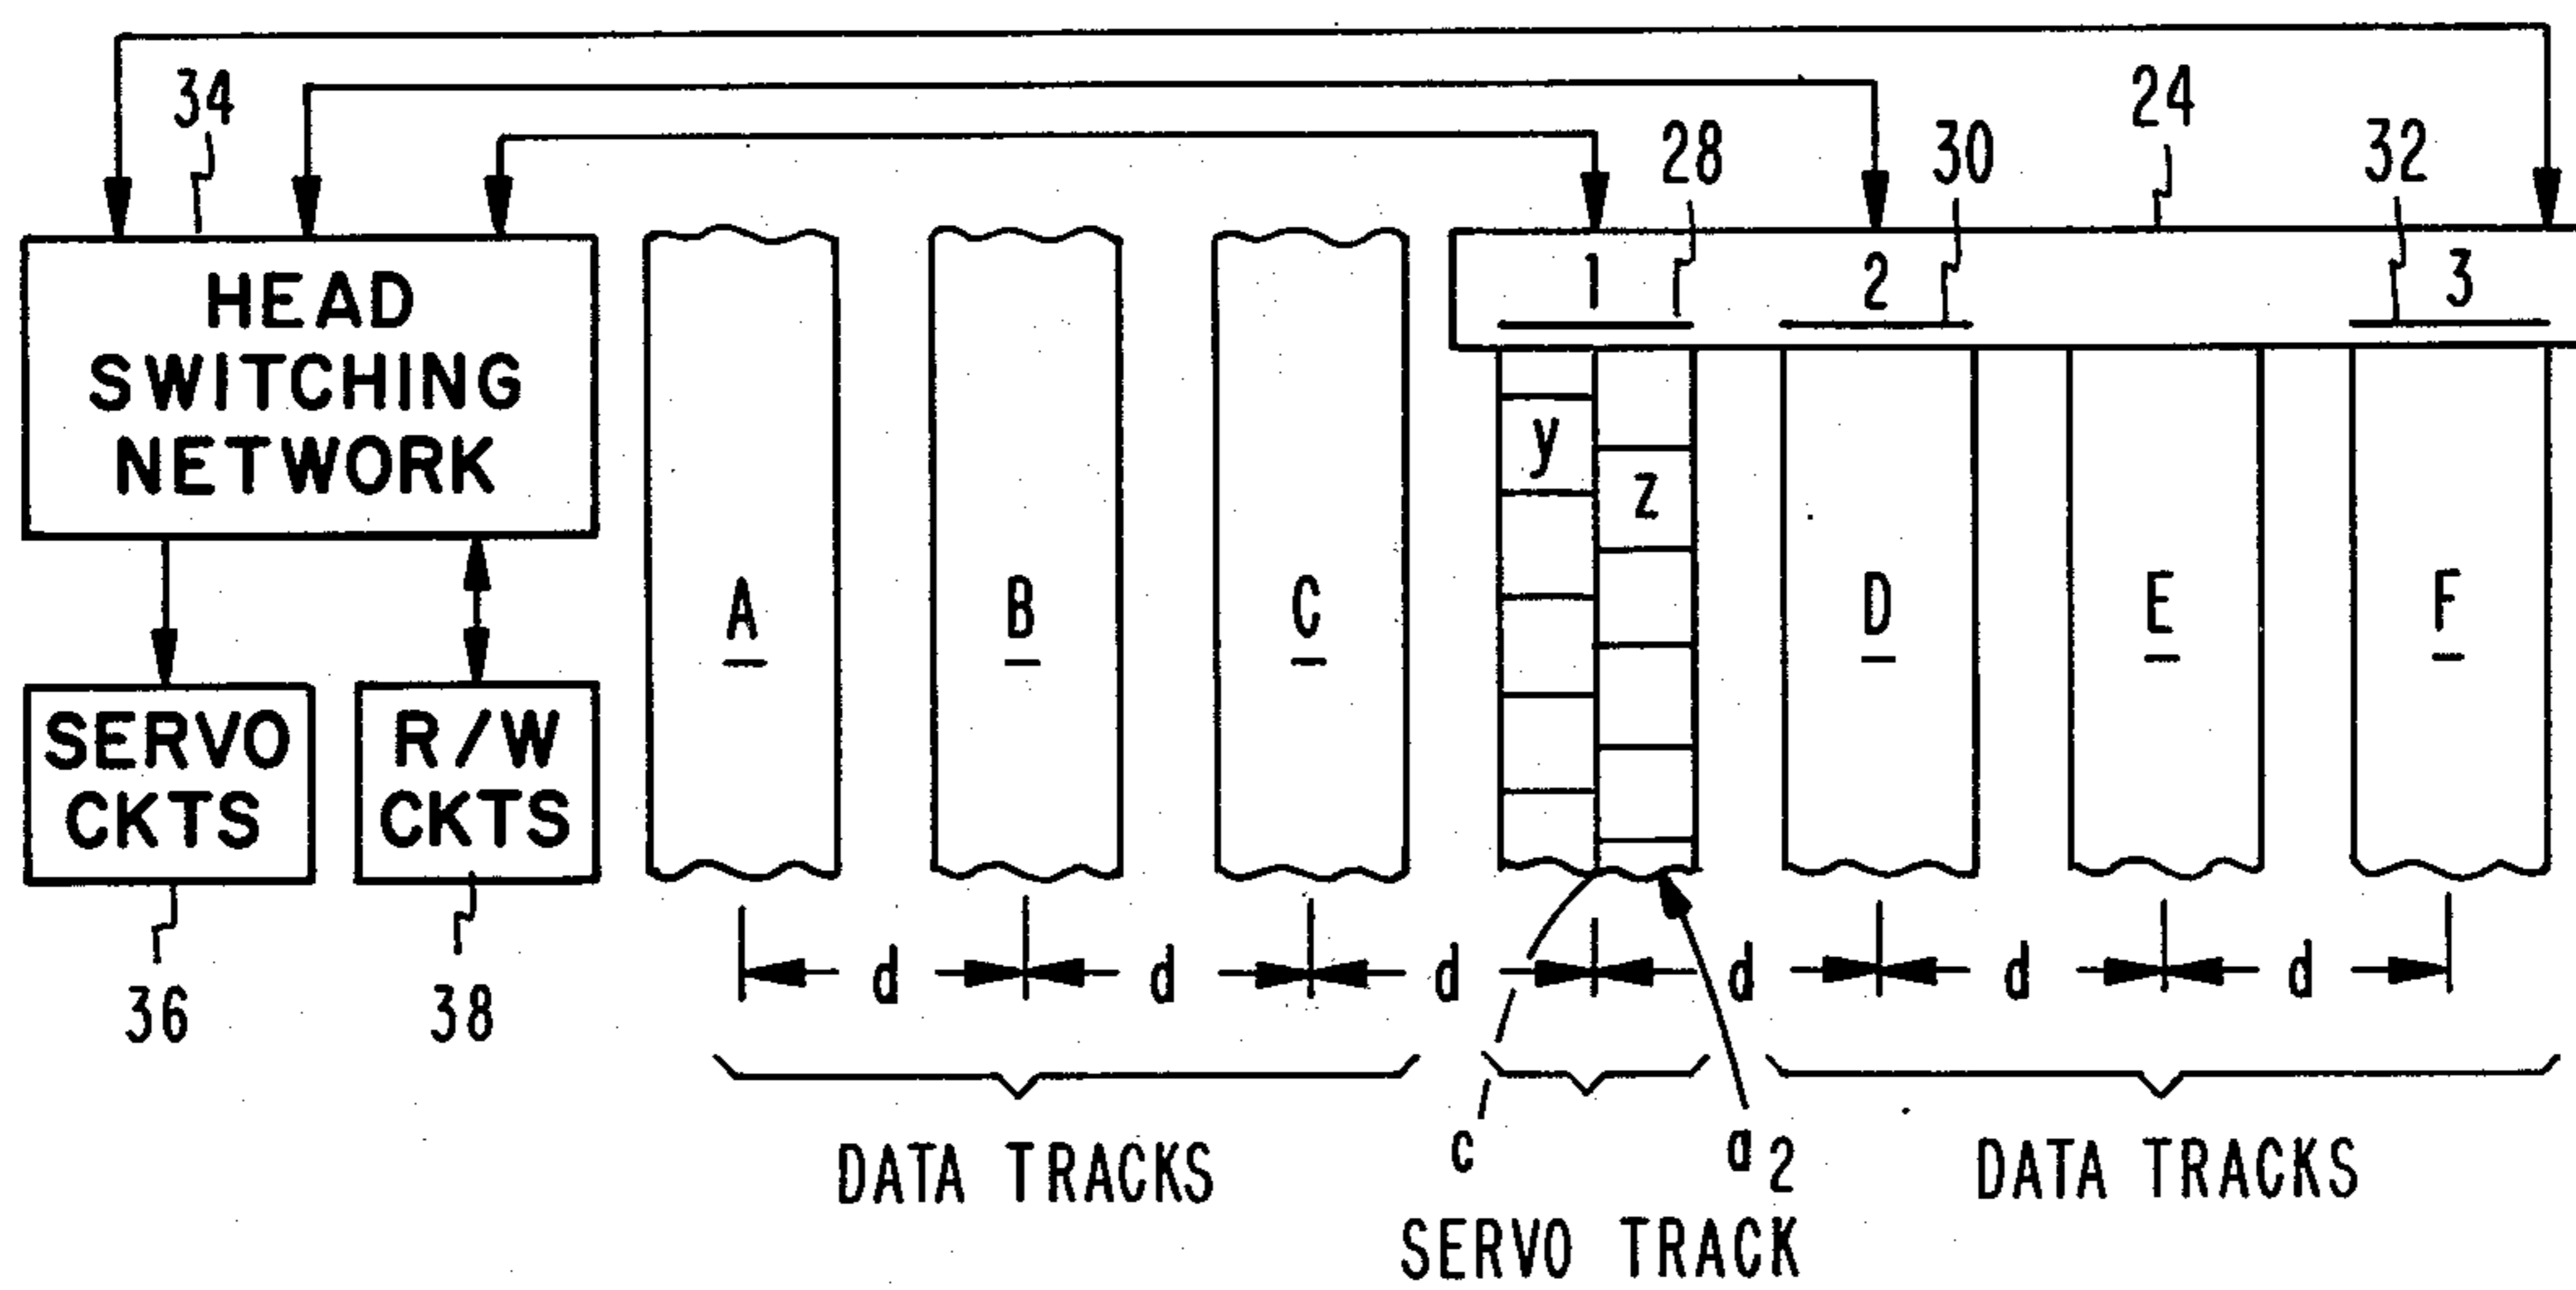 34
28
30
24
32
HEAD
SWITCHING
NETWORK
1
2
3
y
z
A
B
C
D
E
F
SERVO
CKTS
R/W
CKTS
36
38
d
d
d
d
d
d
c
a2
DATA TRACKS
SERVO TRACK
DATA TRACKS